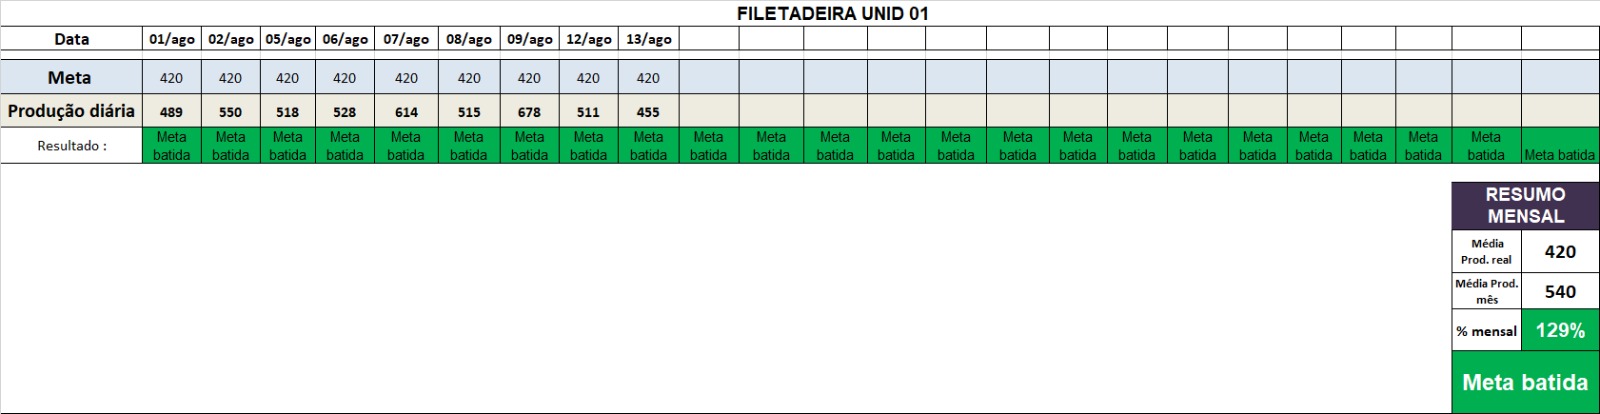 FILETADEIRA UNID 01
Data 01/ago 02/ago 05/ago 06/ago 07/ago 08/ago 09/ago 12/ago 13/ago
Meta 420 420 420 420 420 420 420 420 420
Produção diária 489 550 518 528 614 515 678 511 455
Resultado : Meta batida Meta batida Meta batida Meta batida Meta batida Meta batida Meta batida Meta batida Meta batida Meta batida Meta batida Meta batida Meta batida Meta batida Meta batida Meta batida Meta batida Meta batida Meta batida Meta batida Meta batida Meta batida Meta batida Meta batida
RESUMO
MENSAL
Média
Prod. real 420
Média Prod.
mês 540
% mensal 129%
Meta batida